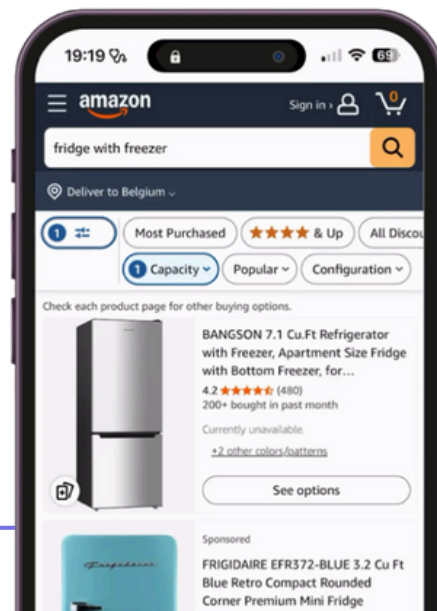 19:19
69
amazon
Sign in ›
0
fridge with freezer
Deliver to Belgium
1
Most Purchased
& Up
All Discou
1 Capacity
Popular
Configuration
Check each product page for other buying options.
BANGSON 7.1 Cu.Ft Refrigerator
with Freezer, Apartment Size Fridge
with Bottom Freezer, for...
4.2 (480)
200+ bought in past month
Currently unavailable.
+2 other colors/patterns
See options
Sponsored
Frigidaire
FRIGIDAIRE EFR372-BLUE 3.2 Cu Ft
Blue Retro Compact Rounded
Corner Premium Mini Fridge